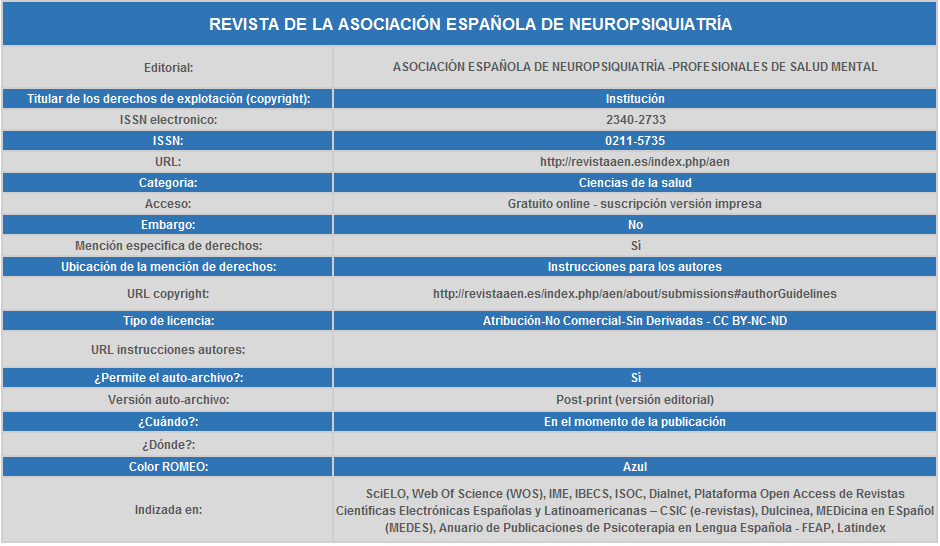 REVISTA DE LA ASOCIACIÓN ESPAÑOLA DE NEUROPSIQUIATRÍA
Editorial: ASOCIACIÓN ESPAÑOLA DE NEUROPSIQUIATRÍA -PROFESIONALES DE SALUD MENTAL
Titular de los derechos de explotación (copyright): Institución
ISSN electronico: 2340-2733
ISSN: 0211-5735
URL: http://revistaaen.es/index.php/aen
Categoria: Ciencias de la salud
Acceso: Gratuito online - suscripción versión impresa
Embargo: No
Mención específica de derechos: Sí
Ubicación de la mención de derechos: Instrucciones para los autores
URL copyright: http://revistaaen.es/index.php/aen/about/submissions#authorGuidelines
Tipo de licencia: Atribución-No Comercial-Sin Derivadas - CC BY-NC-ND
URL instrucciones autores:
¿Permite el auto-archivo?: Sí
Versión auto-archivo: Post-print (versión editorial)
¿Cuándo?: En el momento de la publicación
¿Dónde?:
Color ROMEO: Azul
Indizada en: SciELO, Web Of Science (WOS), IME, IBECS, ISOC, Dialnet, Plataforma Open Access de Revistas
Científicas Electrónicas Españolas y Latinoamericanas – CSIC (e-revistas), Dulcinea, MEDicina en ESpañol
(MEDES), Anuario de Publicaciones de Psicoterapia en Lengua Española - FEAP, Latindex